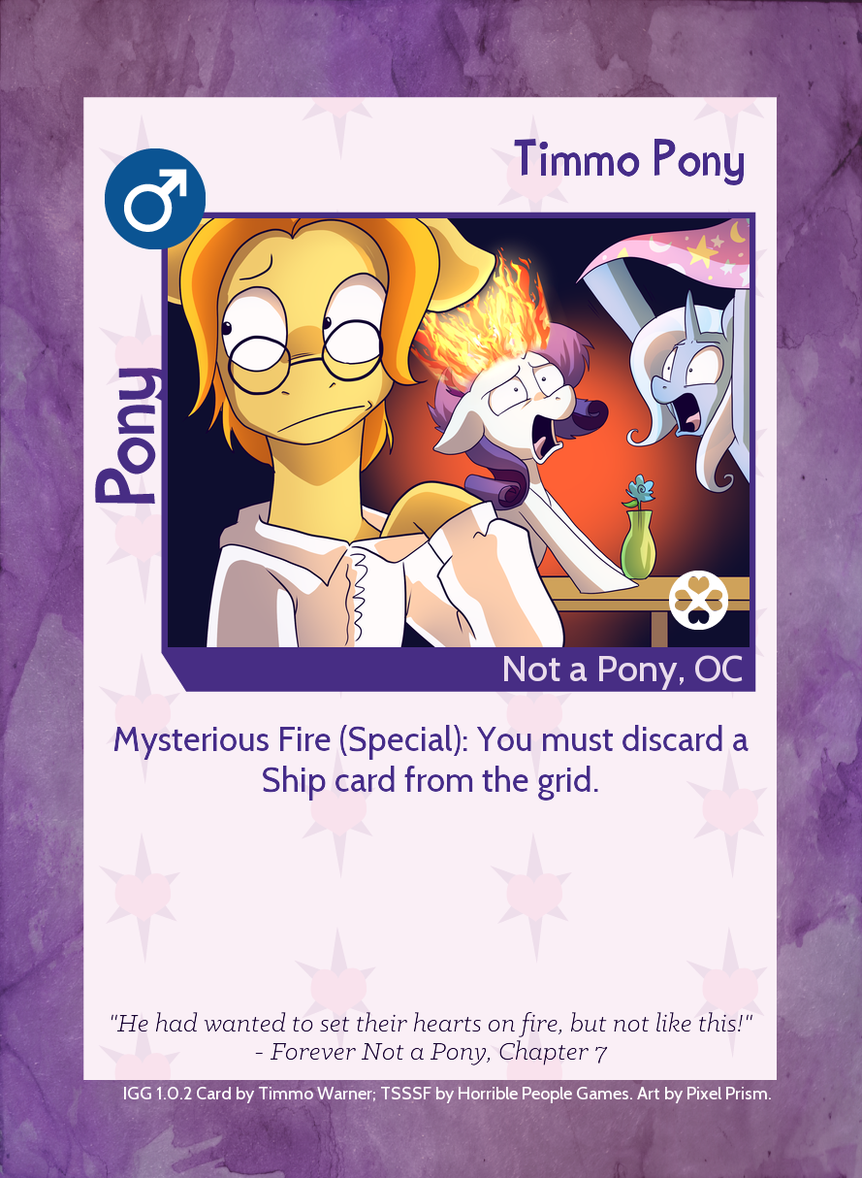 Timmo Pony
Pony
Not a Pony, OC
Mysterious Fire (Special): You must discard a
Ship card from the grid.
"He had wanted to set their hearts on fire, but not like this!"
- Forever Not a Pony, Chapter 7
IGG 1.0.2 Card by Timmo Warner; TSSSF by Horrible People Games. Art by Pixel Prism.